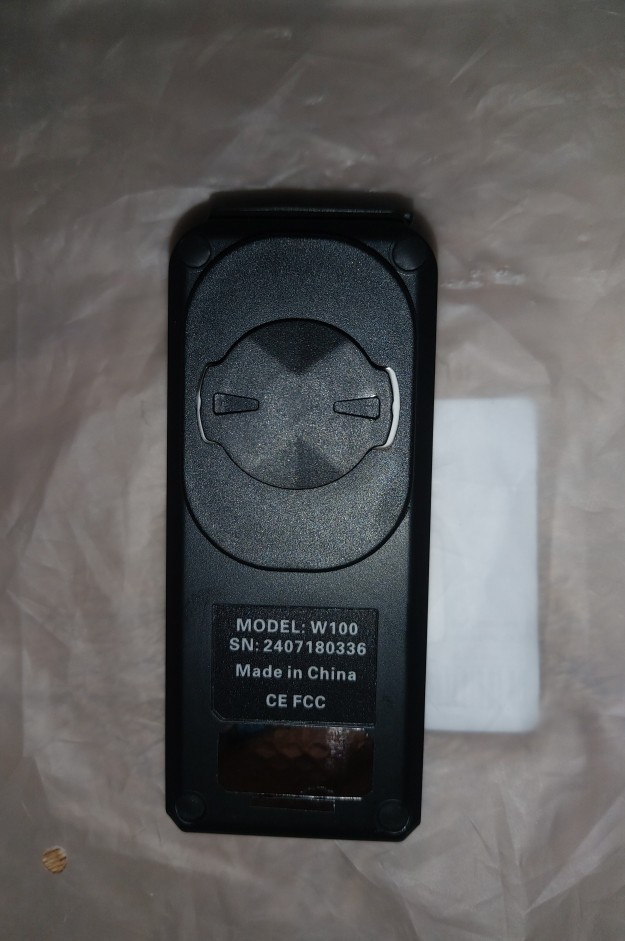 MODEL: W100
SN: 2407180336
Made in China
CE FCC